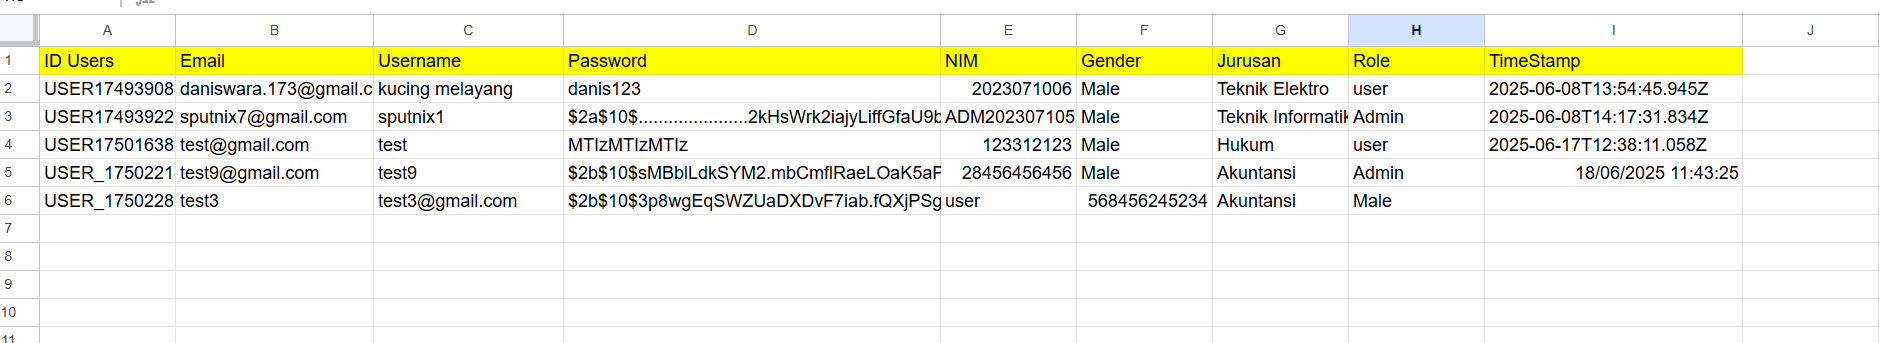 A B C D E F G H I J
1 ID Users Email Username Password NIM Gender Jurusan Role TimeStamp
2 USER17493908 daniswara.173@gmail.c kucing melayang danis123 2023071006 Male Teknik Elektro user 2025-06-08T13:54:45.945Z
3 USER17493922 sputnix7@gmail.com sputnix1 $2a$10$......................2kHsWrk2iajyLiffGfaU9b ADM202307105 Male Teknik Informatik Admin 2025-06-08T14:17:31.834Z
4 USER17501638 test@gmail.com test MTIzMTIzMTIz 123312123 Male Hukum user 2025-06-17T12:38:11.058Z
5 USER_1750221 test9@gmail.com test9 $2b$10$sMBblLdkSYM2.mbCmflRaeLOaK5aF 28456456456 Male Akuntansi Admin 18/06/2025 11:43:25
6 USER_1750228 test3 test3@gmail.com $2b$10$3p8wgEqSWZUaDXDvF7iab.fQXjPSg user 568456245234 Akuntansi Male
7
8
9
10
11